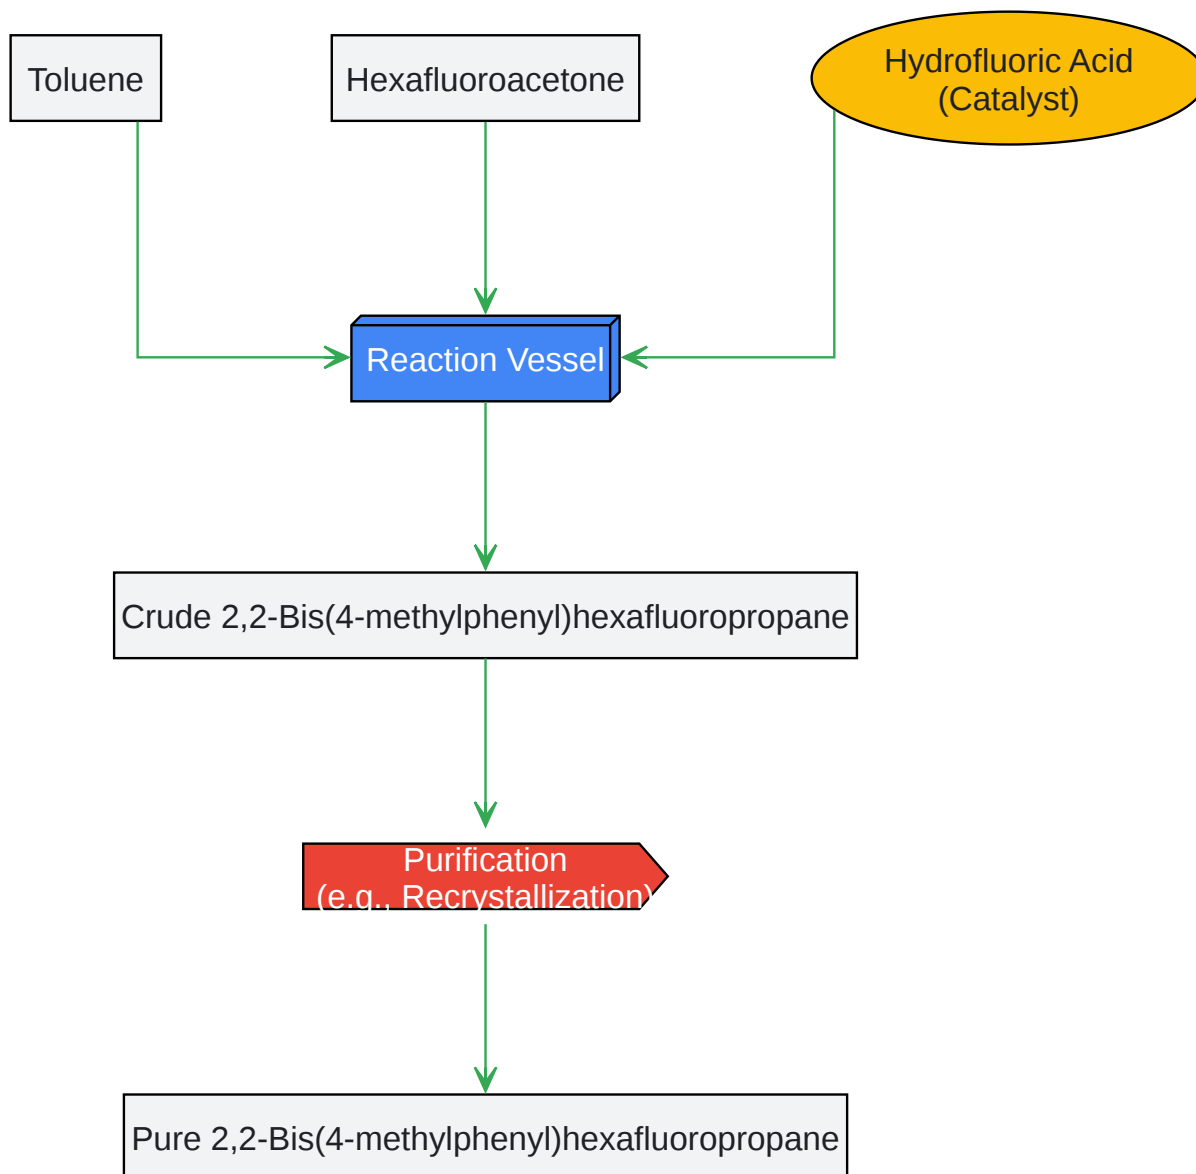 Toluene
Hexafluoroacetone
Hydrofluoric Acid
(Catalyst)
Reaction Vessel
Crude 2,2-Bis(4-methylphenyl)hexafluoropropane
Purification
(e.g., Recrystallization)
Pure 2,2-Bis(4-methylphenyl)hexafluoropropane